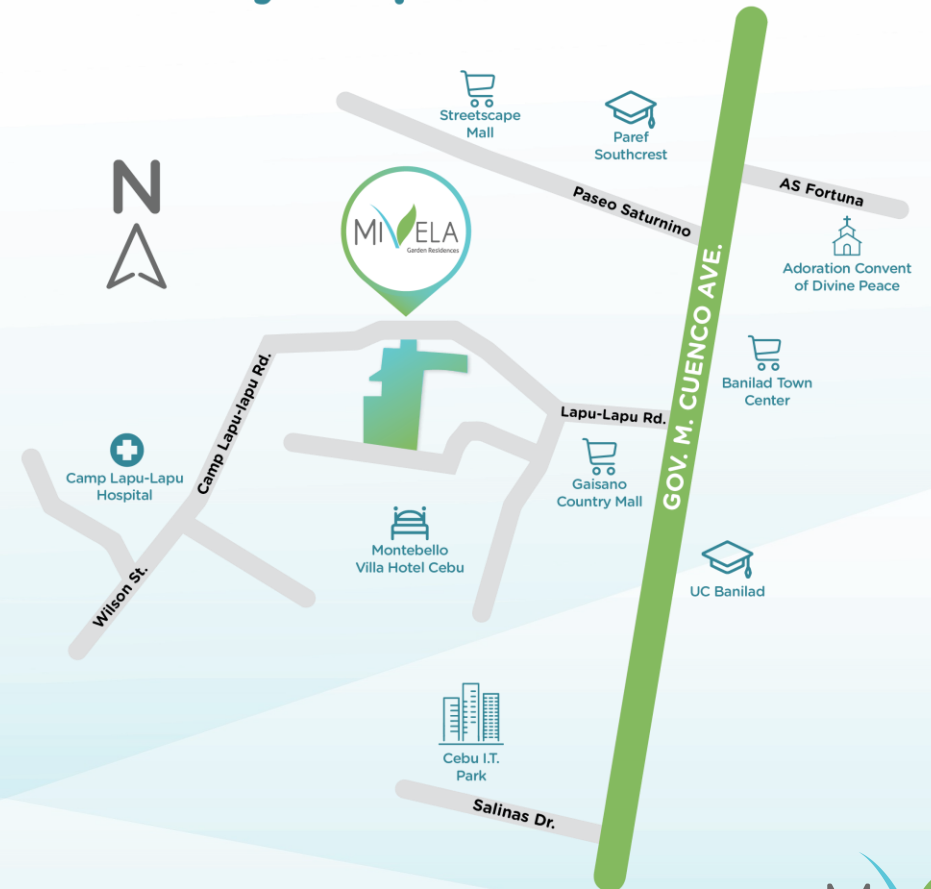 Streetscape
Mall
Paref
Southcrest
N
AS Fortuna
Paseo Saturnino
MIVELA
Garden Residences
Adoration Convent
of Divine Peace
GOV. M. CUENCO AVE.
Camp Lapu-lapu Rd.
Banilad Town
Center
Lapu-Lapu Rd.
Camp Lapu-Lapu
Hospital
Gaisano
Country Mall
Montebello
Villa Hotel Cebu
UC Banilad
Wilson St.
Cebu I.T.
Park
Salinas Dr.